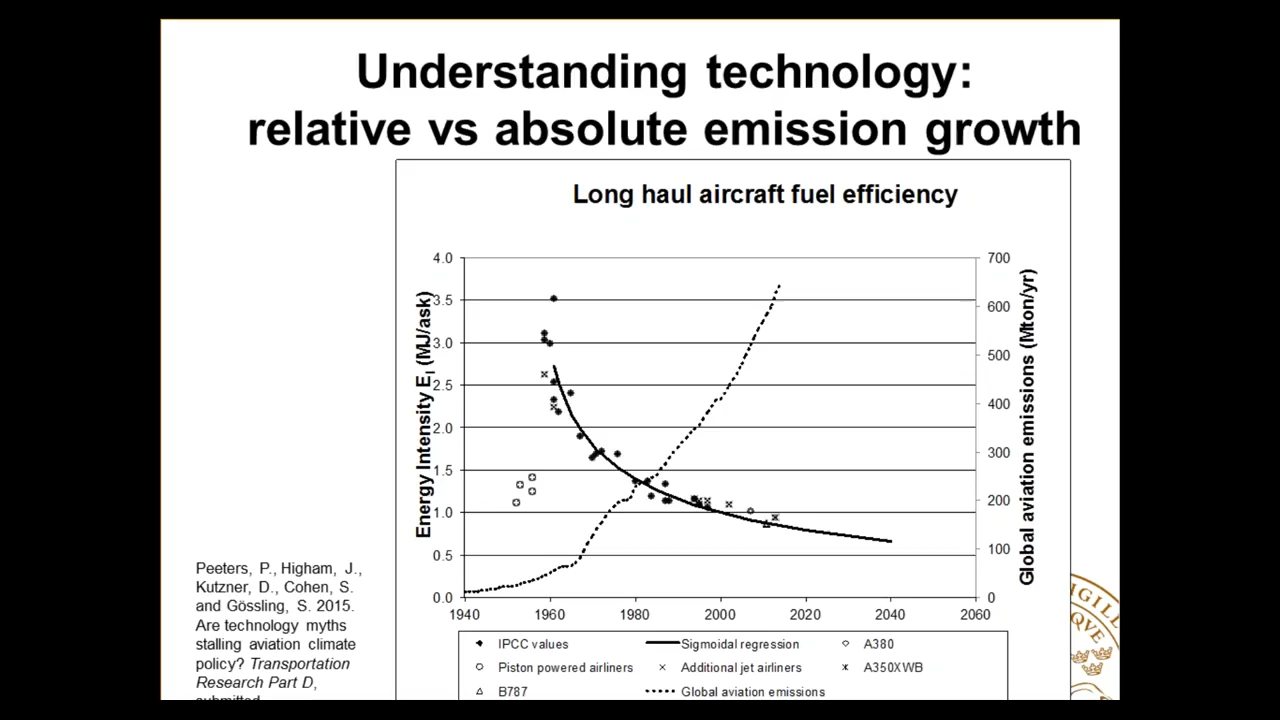 Understanding technology:
relative vs absolute emission growth
Long haul aircraft fuel efficiency
4.0
3.5
3.0
2.5
2.0
1.5
1.0
0.5
0.0
Energy Intensity EI (MJ/ask)
700
600
500
400
300
200
100
0
Global aviation emissions (Mton/yr)
1940 1960 1980 2000 2020 2040 2060
IPCC values Sigmoidal regression A380
Piston powered airliners Additional jet airliners A350XWB
B787 Global aviation emissions
Peeters, P., Higham, J.,
Kutzner, D., Cohen, S.
and Gössling, S. 2015.
Are technology myths
stalling aviation climate
policy? Transportation
Research Part D,
submitted
IGILL
QVE